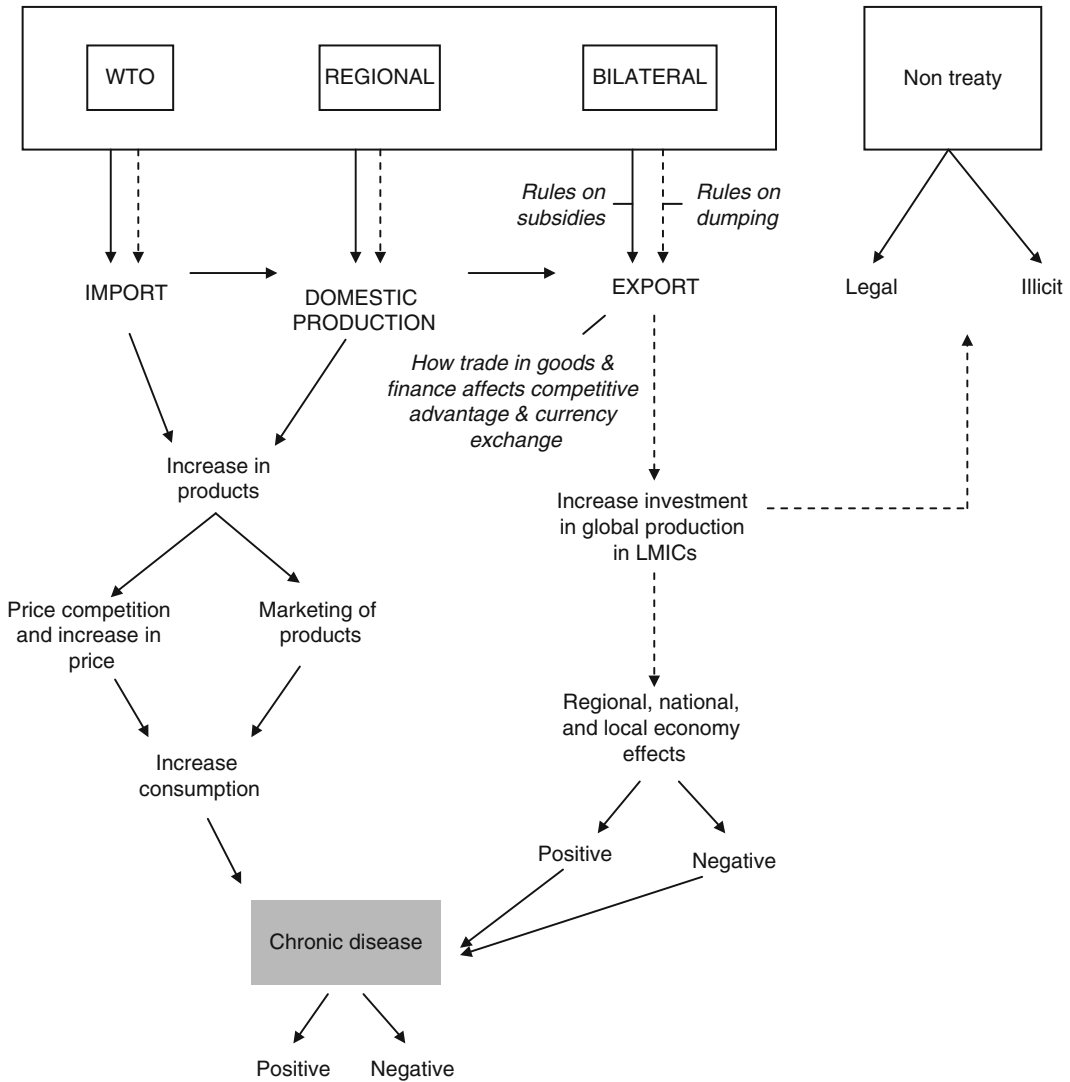 WTO
REGIONAL
BILATERAL
Non treaty
Rules on
subsidies
Rules on
dumping
IMPORT
DOMESTIC
PRODUCTION
EXPORT
Legal
Illicit
How trade in goods &
finance affects competitive
advantage & currency
exchange
Increase in
products
Increase investment
in global production
in LMICs
Price competition
and increase in
price
Marketing of
products
Regional, national,
and local economy
effects
Increase
consumption
Positive
Negative
Chronic disease
Positive
Negative